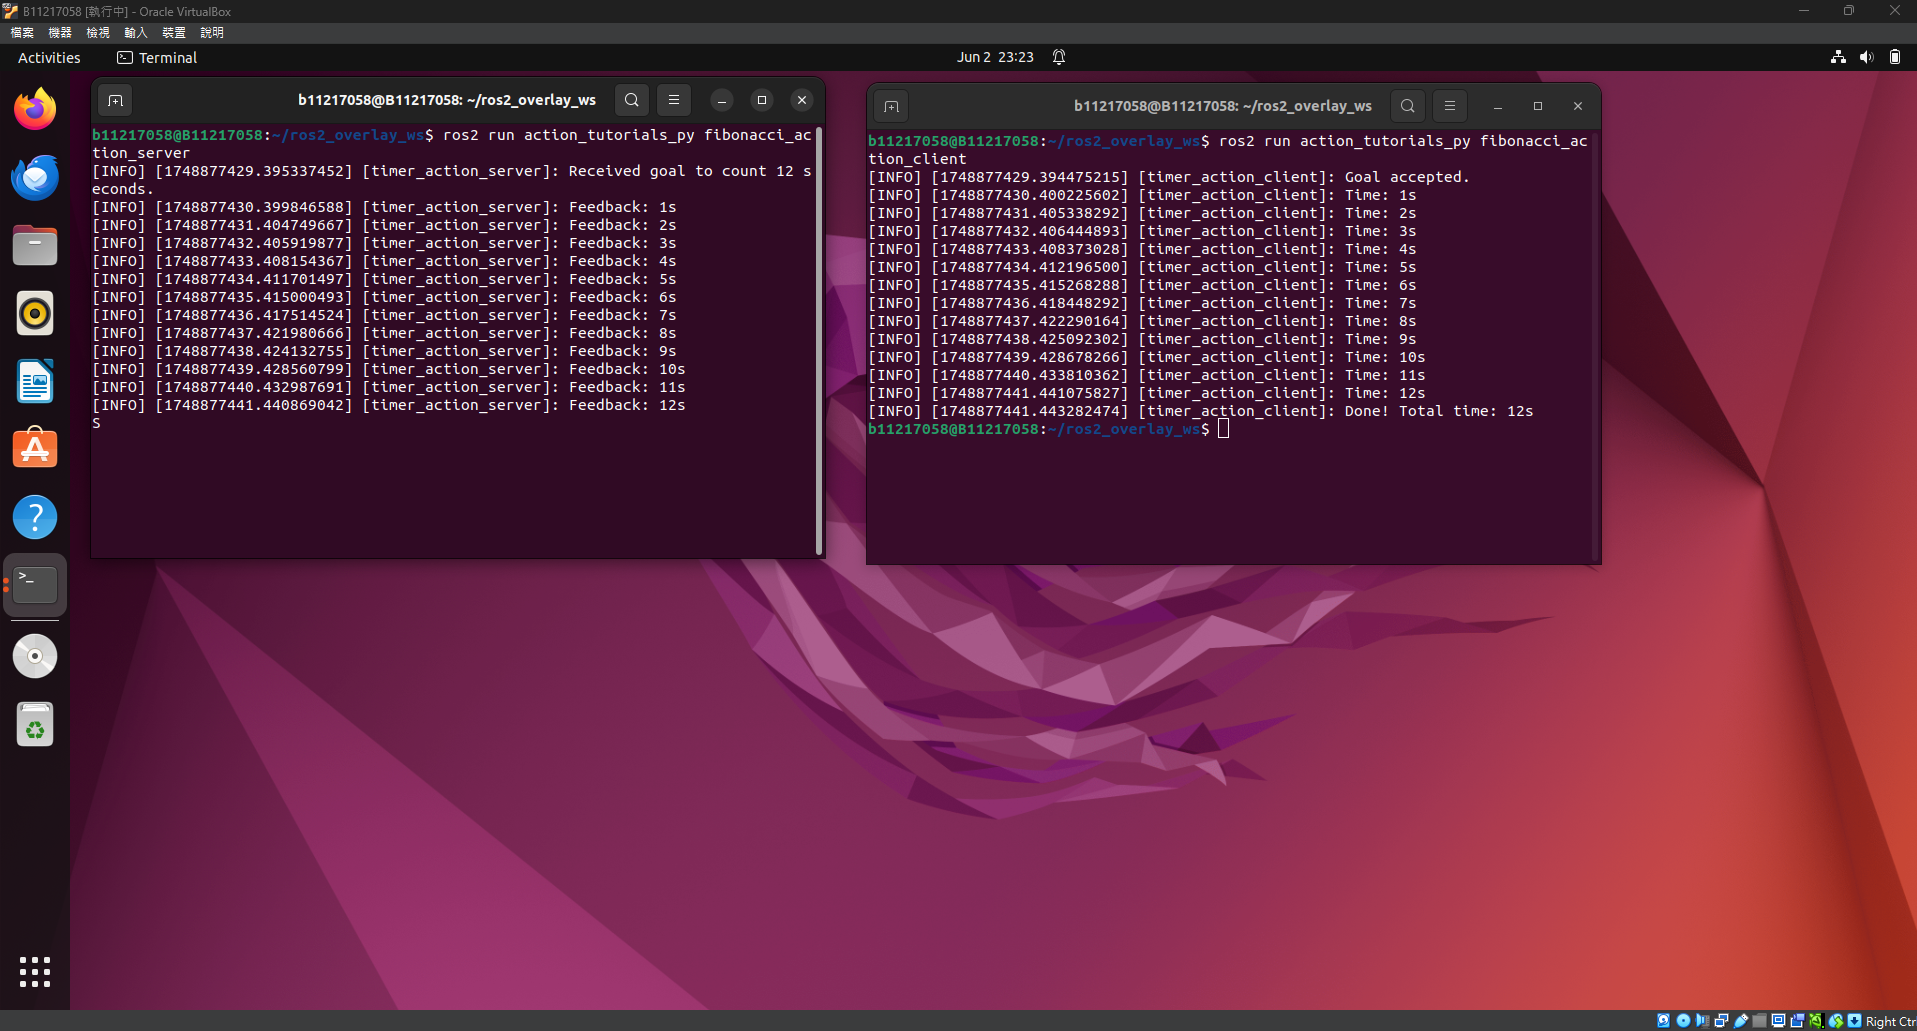 B11217058 [執行中] - Oracle VirtualBox
檔案 機器 檢視 輸入 裝置 說明
Activities Terminal Jun 2 23:23
b11217058@B11217058: ~/ros2_overlay_ws
b11217058@B11217058:~/ros2_overlay_ws$ ros2 run action_tutorials_py fibonacci_ac
tion_server
[INFO] [1748877429.395337452] [timer_action_server]: Received goal to count 12 s
econds.
[INFO] [1748877430.399846588] [timer_action_server]: Feedback: 1s
[INFO] [1748877431.404749667] [timer_action_server]: Feedback: 2s
[INFO] [1748877432.405919877] [timer_action_server]: Feedback: 3s
[INFO] [1748877433.408154367] [timer_action_server]: Feedback: 4s
[INFO] [1748877434.411701497] [timer_action_server]: Feedback: 5s
[INFO] [1748877435.415000493] [timer_action_server]: Feedback: 6s
[INFO] [1748877436.417514524] [timer_action_server]: Feedback: 7s
[INFO] [1748877437.421980666] [timer_action_server]: Feedback: 8s
[INFO] [1748877438.424132755] [timer_action_server]: Feedback: 9s
[INFO] [1748877439.428560799] [timer_action_server]: Feedback: 10s
[INFO] [1748877440.432987691] [timer_action_server]: Feedback: 11s
[INFO] [1748877441.440869042] [timer_action_server]: Feedback: 12s
S
b11217058@B11217058: ~/ros2_overlay_ws
b11217058@B11217058:~/ros2_overlay_ws$ ros2 run action_tutorials_py fibonacci_ac
tion_client
[INFO] [1748877429.394475215] [timer_action_client]: Goal accepted.
[INFO] [1748877430.400225602] [timer_action_client]: Time: 1s
[INFO] [1748877431.405338292] [timer_action_client]: Time: 2s
[INFO] [1748877432.406444893] [timer_action_client]: Time: 3s
[INFO] [1748877433.408373028] [timer_action_client]: Time: 4s
[INFO] [1748877434.412196500] [timer_action_client]: Time: 5s
[INFO] [1748877435.415268288] [timer_action_client]: Time: 6s
[INFO] [1748877436.418448292] [timer_action_client]: Time: 7s
[INFO] [1748877437.422290164] [timer_action_client]: Time: 8s
[INFO] [1748877438.425092302] [timer_action_client]: Time: 9s
[INFO] [1748877439.428678266] [timer_action_client]: Time: 10s
[INFO] [1748877440.433810362] [timer_action_client]: Time: 11s
[INFO] [1748877441.441075827] [timer_action_client]: Time: 12s
[INFO] [1748877441.443282474] [timer_action_client]: Done! Total time: 12s
b11217058@B11217058:~/ros2_overlay_ws$
Right Ctr